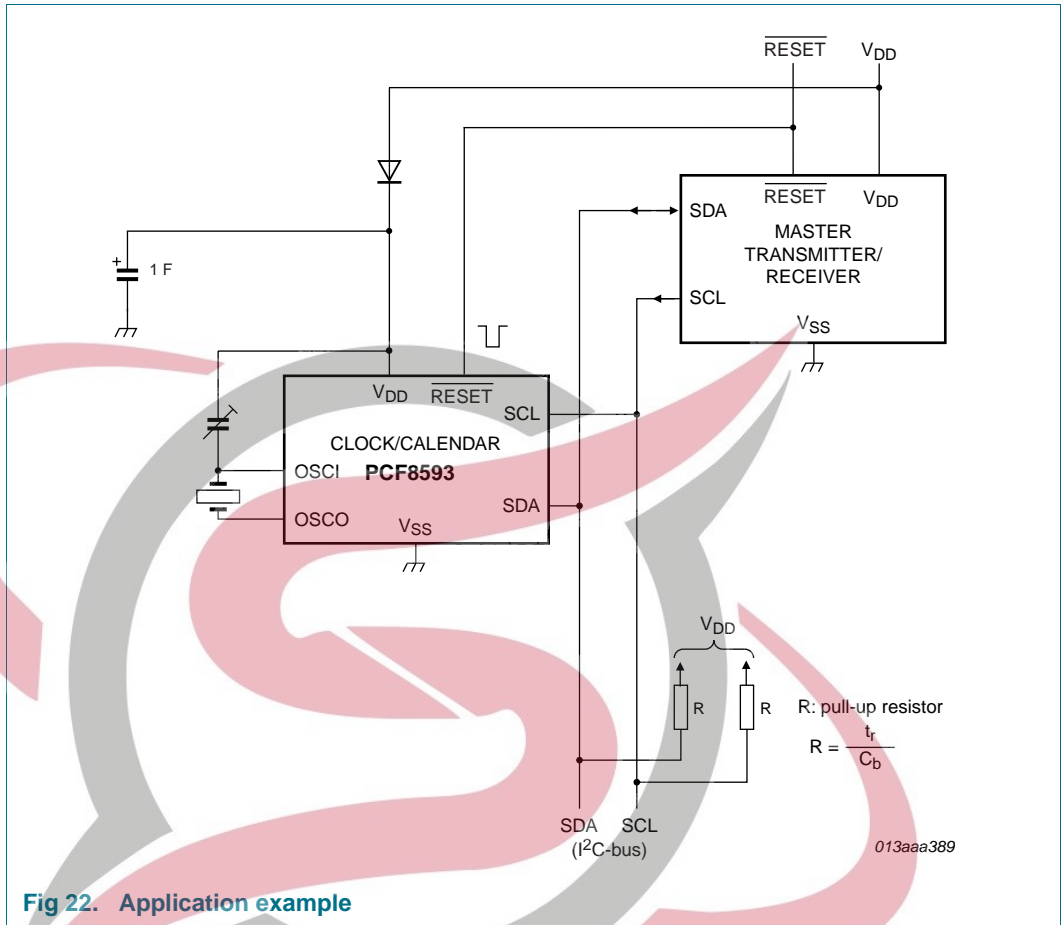 RESET VDD
RESET VDD
SDA
MASTER
TRANSMITTER/
RECEIVER
SCL
VSS
+ 1 F
VDD RESET
SCL
CLOCK/CALENDAR
OSCI PCF8593
SDA
OSCO
VSS
VDD
R R
R: pull-up resistor
R = tr / Cb
SDA SCL
(I²C-bus)
013aaa389
Fig 22. Application example